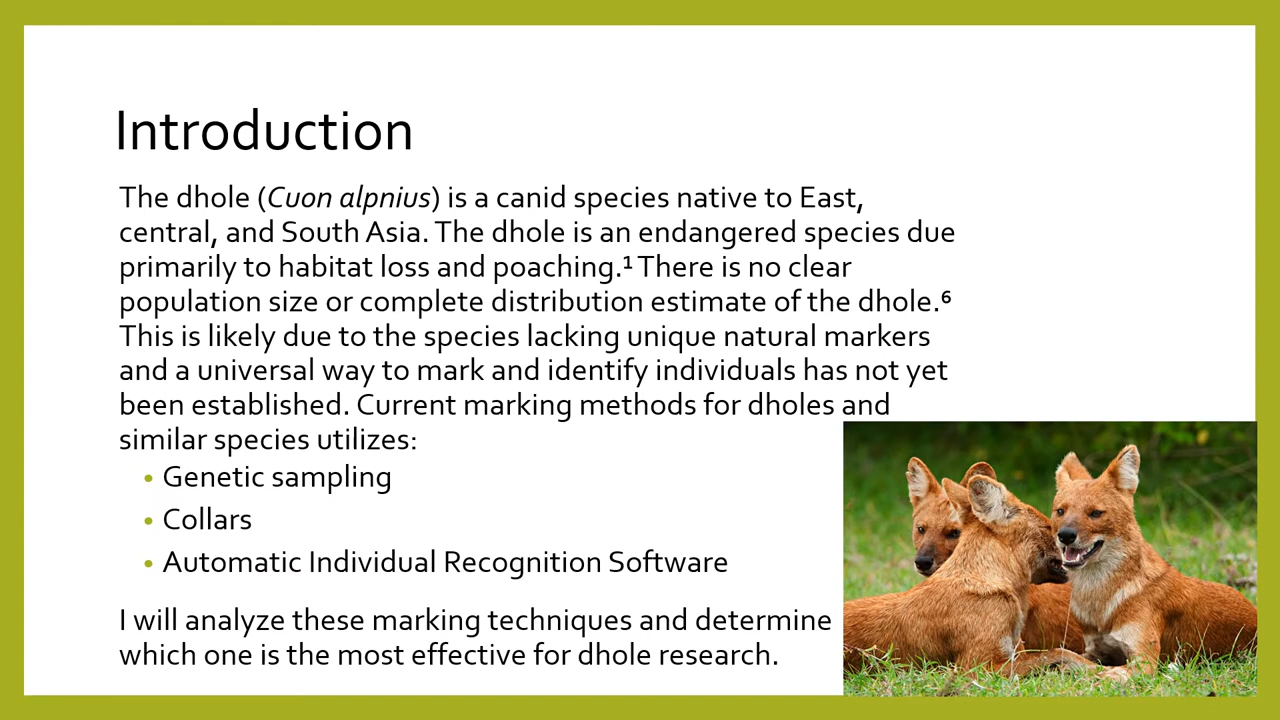 Introduction
The dhole (Cuon alpnius) is a canid species native to East,
central, and South Asia. The dhole is an endangered species due
primarily to habitat loss and poaching.¹ There is no clear
population size or complete distribution estimate of the dhole.⁶
This is likely due to the species lacking unique natural markers
and a universal way to mark and identify individuals has not yet
been established. Current marking methods for dholes and
similar species utilizes:
• Genetic sampling
• Collars
• Automatic Individual Recognition Software
I will analyze these marking techniques and determine
which one is the most effective for dhole research.